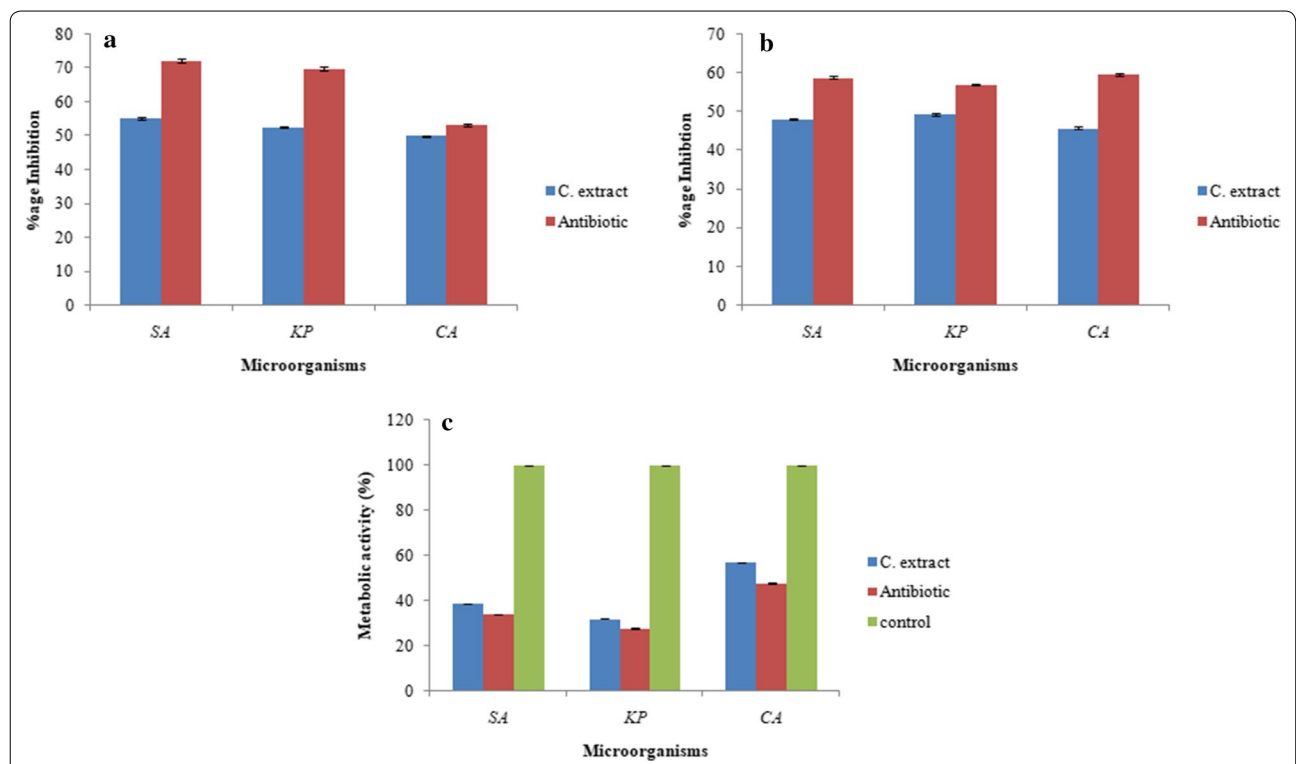 a
80
70
60
50
40
30
20
10
0
%age Inhibition
SA KP CA
Microorganisms
C. extract
Antibiotic
b
70
60
50
40
30
20
10
0
%age Inhibtion
SA KP CA
Microorganisms
C. extract
Antibiotic
c
120
100
80
60
40
20
0
Metabolic activity (%)
SA KP CA
Microorganisms
C. extract
Antibiotic
control